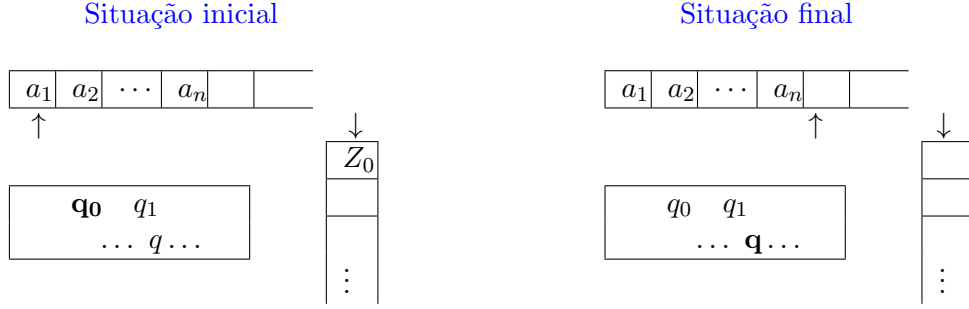 Situação inicial
a₁ a₂ ⋯ aₙ
↑
↓
Z₀
q₀ q₁
… q …
⋮
Situação final
a₁ a₂ ⋯ aₙ
↑
↓
q₀ q₁
… q …
⋮